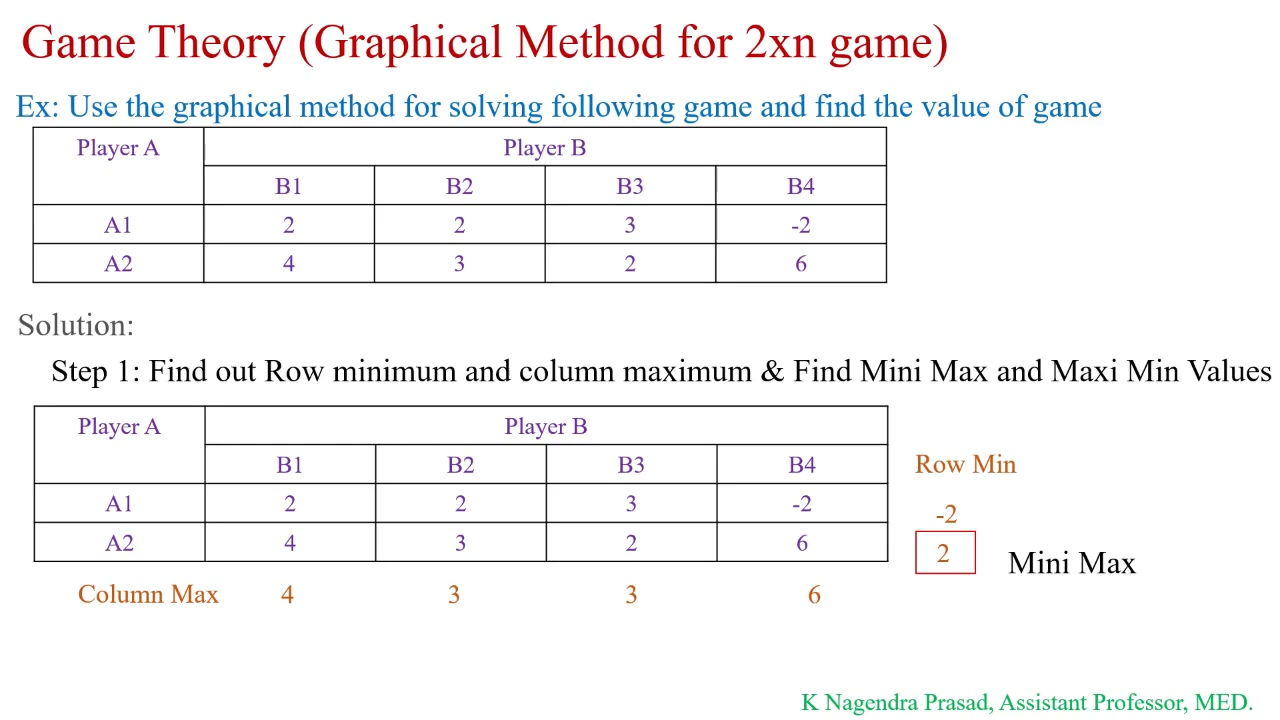 Game Theory (Graphical Method for 2xn game)
Ex: Use the graphical method for solving following game and find the value of game
Player A Player B
B1 B2 B3 B4
A1 2 2 3 -2
A2 4 3 2 6
Solution:
Step 1: Find out Row minimum and column maximum & Find Mini Max and Maxi Min Values
Player A Player B
B1 B2 B3 B4 Row Min
A1 2 2 3 -2 -2
A2 4 3 2 6 2 Mini Max
Column Max 4 3 3 6
K Nagendra Prasad, Assistant Professor, MED.